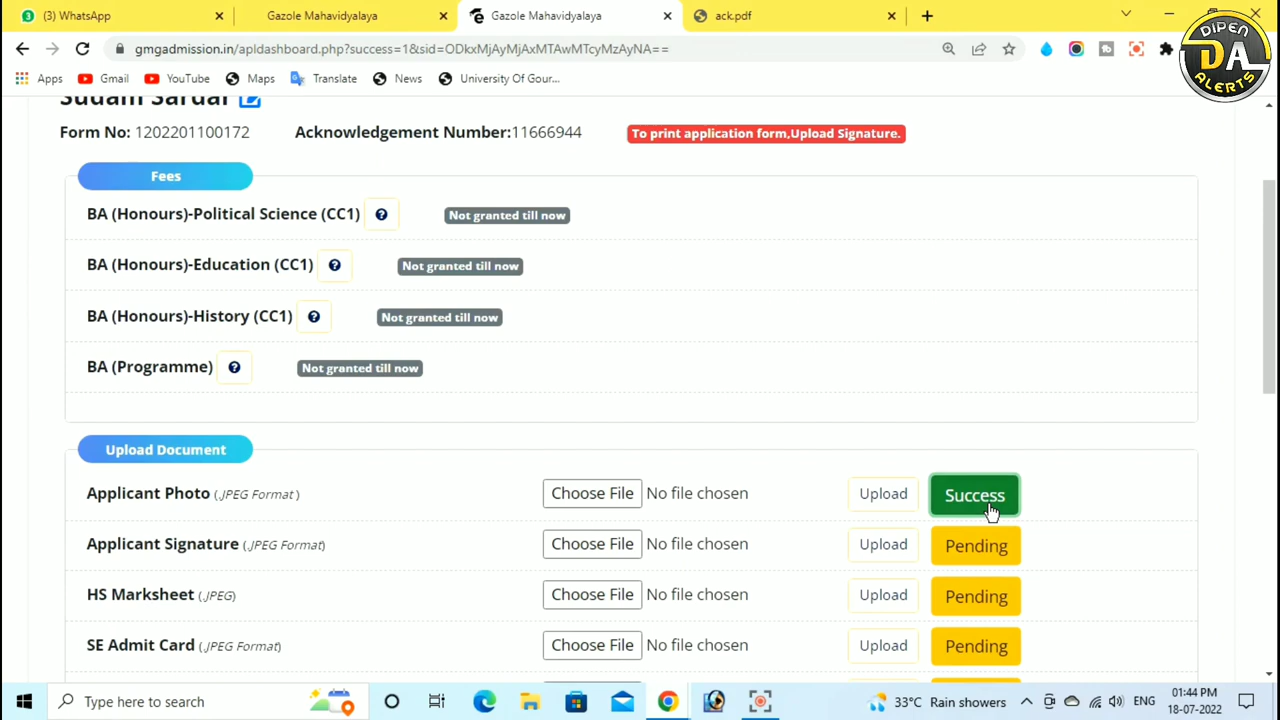 (3) WhatsApp
Gazole Mahavidyalaya
Gazole Mahavidyalaya
ack.pdf
gmgadmission.in/apldashboard.php?success=1&sid=ODkxMjAyMjAxMTAwMTcyMzAyNA==
Apps Gmail YouTube Maps Translate News University Of Gour...
DIPEN
DA
ALERTS
Sudam Sardar
Form No: 1202201100172 Acknowledgement Number:11666944 To print application form,Upload Signature.
Fees
BA (Honours)-Political Science (CC1) ? Not granted till now
BA (Honours)-Education (CC1) ? Not granted till now
BA (Honours)-History (CC1) ? Not granted till now
BA (Programme) ? Not granted till now
Upload Document
Applicant Photo (.JPEG Format ) Choose File No file chosen Upload Success
Applicant Signature (.JPEG Format) Choose File No file chosen Upload Pending
HS Marksheet (.JPEG) Choose File No file chosen Upload Pending
SE Admit Card (.JPEG Format) Choose File No file chosen Upload Pending
Type here to search
33°C Rain showers
ENG
01:44 PM
18-07-2022